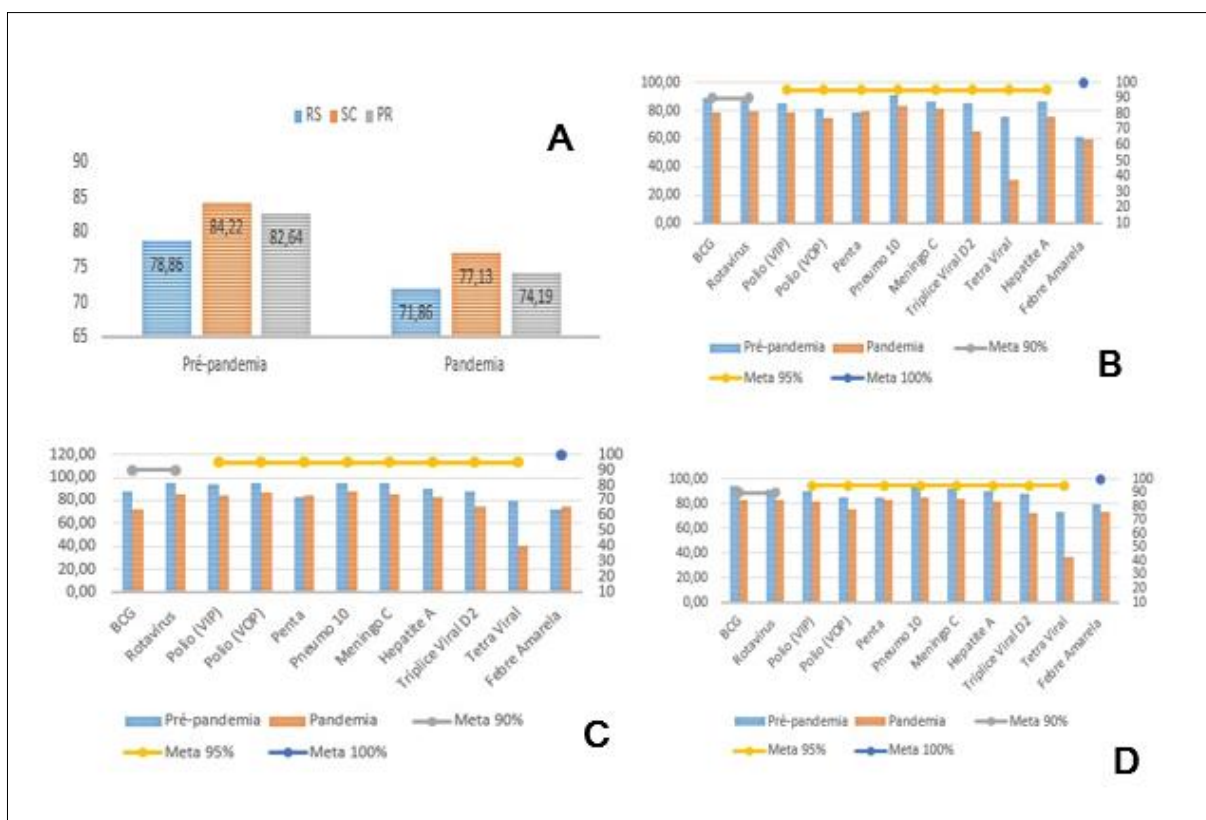 RS SC PR
A
90
85
80
75
70
65
78,86
84,22
82,64
71,86
77,13
74,19
Pré-pandemia Pandemia
100,00
80,00
60,00
40,00
20,00
0,00
100
90
80
70
60
50
40
30
20
10
BCG
Rotavírus
Polio (VIP)
Polio (VOP)
Penta
Pneumo 10
Meningo C
Tríplice Viral D2
Tetra Viral
Hepatite A
Febre Amarela
Pré-pandemia Pandemia Meta 90%
Meta 95% Meta 100%
B
120,00
100,00
80,00
60,00
40,00
20,00
0,00
100
90
80
70
60
50
40
30
20
10
BCG
Rotavírus
Polio (VIP)
Polio (VOP)
Penta
Pneumo 10
Meningo C
Hepatite A
Tríplice Viral D2
Tetra Viral
Febre Amarela
Pré-pandemia Pandemia Meta 90%
Meta 95% Meta 100%
C
100,00
80,00
60,00
40,00
20,00
0,00
100
90
80
70
60
50
40
30
20
10
BCG
Rotavírus
Polio (VIP)
Polio (VOP)
Penta
Pneumo 10
Meningo C
Hepatite A
Tríplice Viral D2
Tetra Viral
Febre Amarela
Pré-pandemia Pandemia Meta 90%
Meta 95% Meta 100%
D